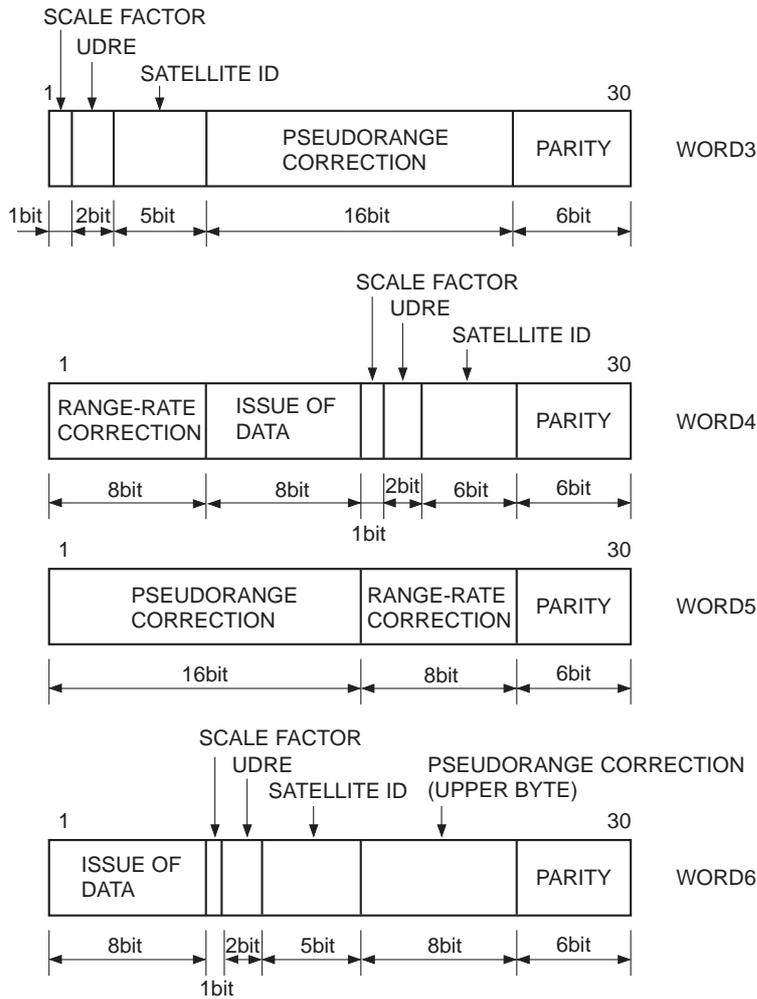 SCALE FACTOR
UDRE
SATELLITE ID
1
30
PSEUDORANGE
CORRECTION
PARITY
WORD3
1bit
2bit
5bit
16bit
6bit
SCALE FACTOR
UDRE
SATELLITE ID
1
30
RANGE-RATE
CORRECTION
ISSUE OF
DATA
PARITY
WORD4
8bit
8bit
2bit
6bit
6bit
1bit
1
30
PSEUDORANGE
CORRECTION
RANGE-RATE
CORRECTION
PARITY
WORD5
16bit
8bit
6bit
SCALE FACTOR
UDRE
SATELLITE ID
PSEUDORANGE CORRECTION
(UPPER BYTE)
1
30
ISSUE OF
DATA
PARITY
WORD6
8bit
2bit
5bit
8bit
6bit
1bit